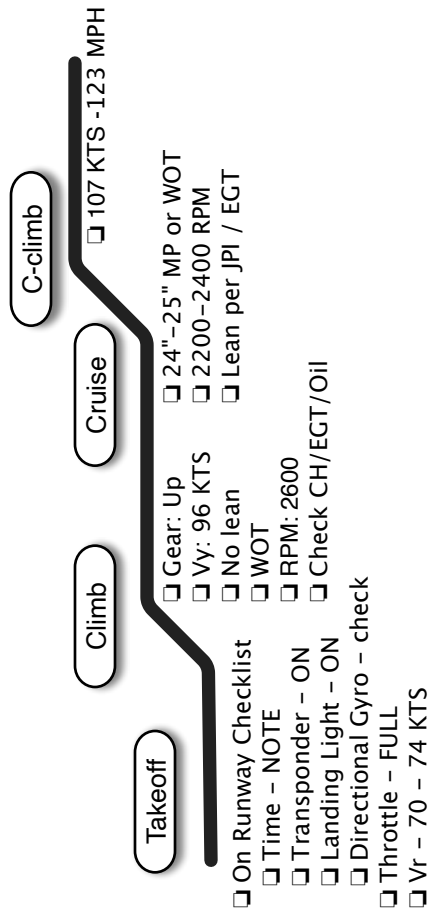 Takeoff
❏ On Runway Checklist
❏ Time – NOTE
❏ Transponder – ON
❏ Landing Light – ON
❏ Directional Gyro – check
❏ Throttle – FULL
❏ Vr – 70 – 74 KTS
Climb
❏ Gear: Up
❏ Vy: 96 KTS
❏ No lean
❏ WOT
❏ RPM: 2600
❏ Check CH/EGT/Oil
Cruise
❏ 24"–25" MP or WOT
❏ 2200–2400 RPM
❏ Lean per JPI / EGT
C-climb
❏ 107 KTS -123 MPH